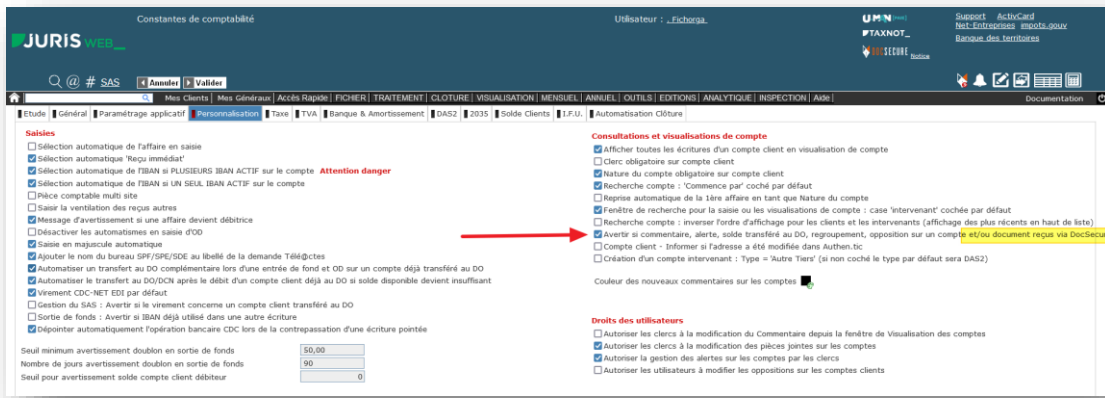 Constantes de comptabilité
Utilisateur : . Fichorga
JURIS WEB_
TAXNOT_
DOCSECURE Notice
Support ActivCard
Net-Entreprises impots.gouv
Banque des territoires
@ # SAS Annuler Valider
Mes Clients | Mes Généraux | Accès Rapide | FICHIER | TRAITEMENT | CLOTURE | VISUALISATION | MENSUEL | ANNUEL | OUTILS | EDITIONS | ANALYTIQUE | INSPECTION | Aide | Documentation
Etude Général Paramétrage applicatif Personnalisation Taxe TVA Banque & Amortissement DAS2 2035 Solde Clients I.F.U. Automatisation Clôture
Saisies
Sélection automatique de l'affaire en saisie
Sélection automatique 'Reçu immédiat'
Sélection automatique de l'IBAN si PLUSIEURS IBAN ACTIF sur le compte Attention danger
Sélection automatique de l'IBAN si UN SEUL IBAN ACTIF sur le compte
Pièce comptable multi site
Saisir la ventilation des reçus autres
Message d'avertissement si une affaire devient débitrice
Désactiver les automatismes en saisie d'OD
Saisie en majuscule automatique
Ajouter le nom du bureau SPF/SPE/SDE au libellé de la demande Télé@ctes
Automatiser un transfert au DO complémentaire lors d'une entrée de fond et OD sur un compte déjà transféré au DO
Automatiser le transfert au DO/DCN après le débit d'un compte client déjà au DO si solde disponible devient insuffisant
Virement CDC-NET EDI par défaut
Gestion du SAS : Avertir si le virement concerne un compte client transféré au DO
Sortie de fonds : Avertir si IBAN déjà utilisé dans une autre écriture
Dépointer automatiquement l'opération bancaire CDC lors de la contrepassation d'une écriture pointée
Seuil minimum avertissement doublon en sortie de fonds 50,00
Nombre de jours avertissement doublon en sortie de fonds 90
Seuil pour avertissement solde compte client débiteur 0
Consultations et visualisations de compte
Afficher toutes les écritures d'un compte client en visualisation de compte
Clerc obligatoire sur compte client
Nature du compte obligatoire sur compte client
Recherche compte : 'Commence par' coché par défaut
Reprise automatique de la 1ère affaire en tant que Nature du compte
Fenêtre de recherche pour la saisie ou les visualisations de compte : case 'intervenant' cochée par défaut
Recherche compte : inverser l'ordre d'affichage pour les clients et les intervenants (affichage des plus récents en haut de liste)
Avertir si commentaire, alerte, solde transféré au DO, regroupement, opposition sur un compte et/ou document reçus via DocSecur
Compte client - Informer si l'adresse a été modifiée dans Authen.tic
Création d'un compte intervenant : Type = 'Autre Tiers' (si non coché le type par défaut sera DAS2)
Couleur des nouveaux commentaires sur les comptes
Droits des utilisateurs
Autoriser les clercs à la modification du Commentaire depuis la fenêtre de Visualisation des comptes
Autoriser les clercs à la modification des pièces jointes sur les comptes
Autoriser la gestion des alertes sur les comptes par les clercs
Autoriser les utilisateurs à modifier les oppositions sur les comptes clients